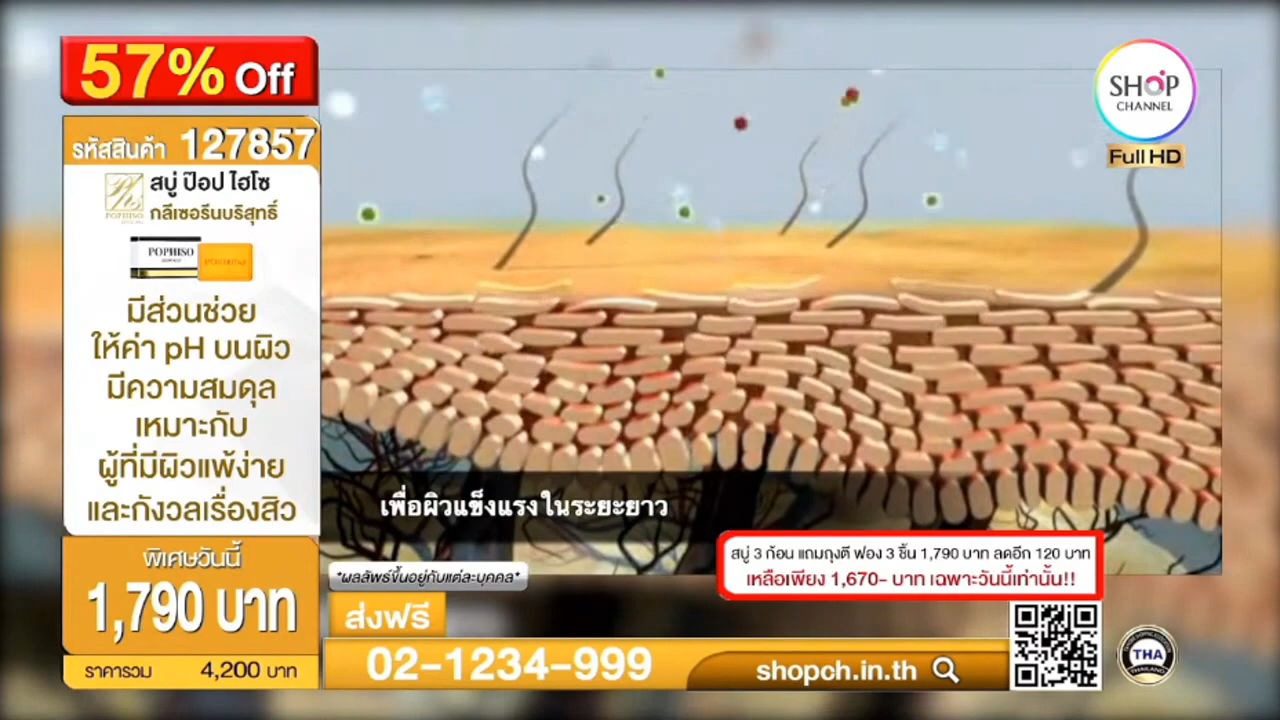 57% Off
รหัสสินค้า 127857
สบู่ ป๊อป ไฮโซ
กลีเซอรีนบริสุทธิ์
POPHISO
POPHISO
มีส่วนช่วย
ให้ค่า pH บนผิว
มีความสมดุล
เหมาะกับ
ผู้ที่มีผิวแพ้ง่าย
และกังวลเรื่องสิว
พิเศษวันนี้
1,790 บาท
ราคารวม 4,200 บาท
SHOP
CHANNEL
Full HD
เพื่อผิวแข็งแรง ในระยะยาว
*ผลลัพธ์ขึ้นอยู่กับแต่ละบุคคล*
สบู่ 3 ก้อน แถมถุงตี ฟอง 3 ชิ้น 1,790 บาท ลดอีก 120 บาท
เหลือเพียง 1,670- บาท เฉพาะวันนี้เท่านั้น!!
ส่งฟรี
02-1234-999
shopch.in.th
THA
THAILAND